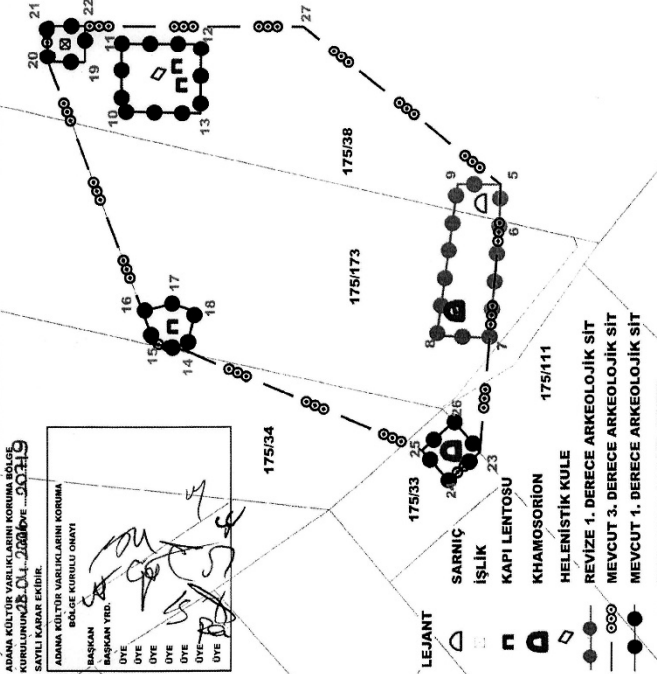 ADANA KÜLTÜR VARLIKLARINI KORUMA BÖLGE
KURULUNUN 28.04. VE
SAYILI KARAR EKİDİR.
ADANA KÜLTÜR VARLIKLARINI KORUMA
BÖLGE KURULU ONAYI
BAŞKAN
BAŞKAN YRD.
ÜYE
ÜYE
ÜYE
ÜYE
ÜYE
ÜYE
20
21
22
19
10
11
12
13
27
16
15
17
14
18
175/38
175/173
175/34
8
9
5
6
7
25
26
24
23
175/33
175/111
LEJANT
SARNIÇ
İŞLİK
KAPI LENTOSU
KHAMOSORİON
HELENİSTİK KULE
REVİZE 1. DERECE ARKEOLOJİK SİT
MEVCUT 3. DERECE ARKEOLOJİK SİT
MEVCUT 1. DERECE ARKEOLOJİK SİT